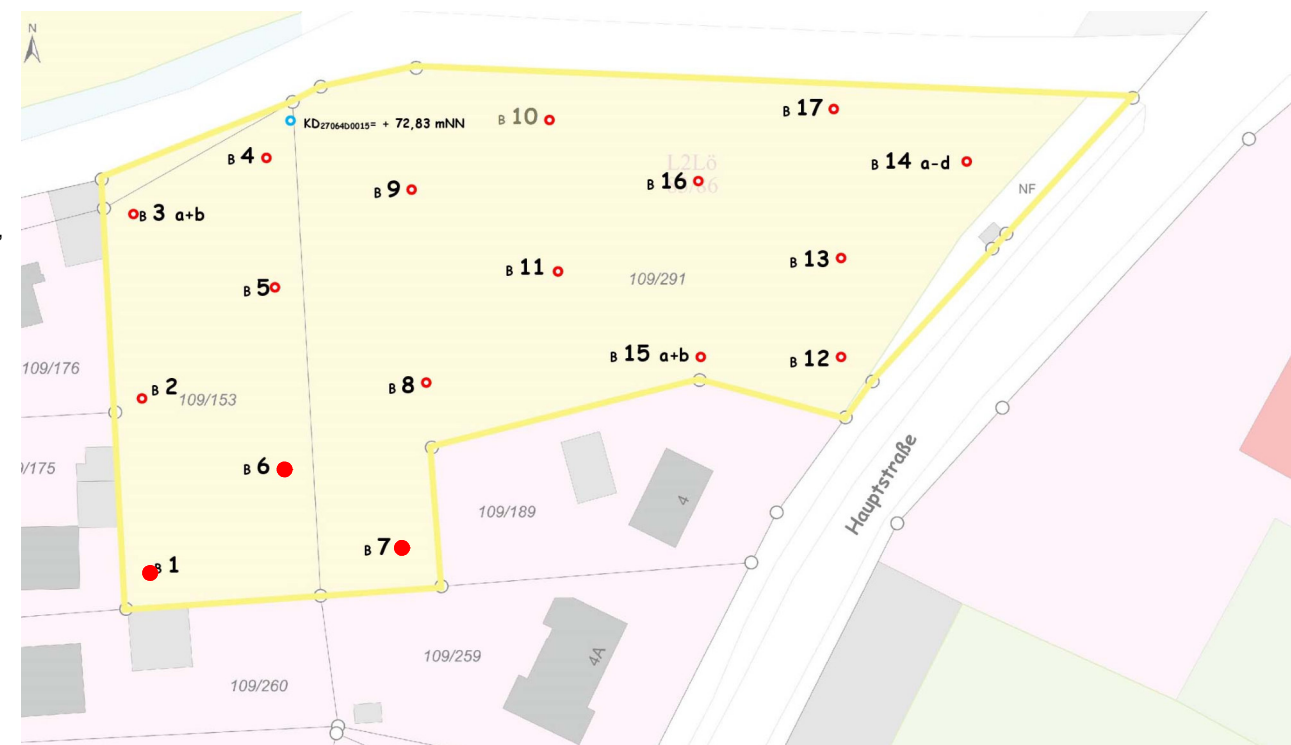 N
B 17
B 10
KD27064D0015= + 72,83 mNN
B 4
L2Lö
B 14 a-d
B 16
B 9
NF
B 3 a+b
B 13
B 11
109/291
B 5
B 15 a+b
B 12
109/176
B 8
B 2
109/153
Hauptstraße
B 6
/175
4
109/189
B 7
B 1
109/259
4A
109/260